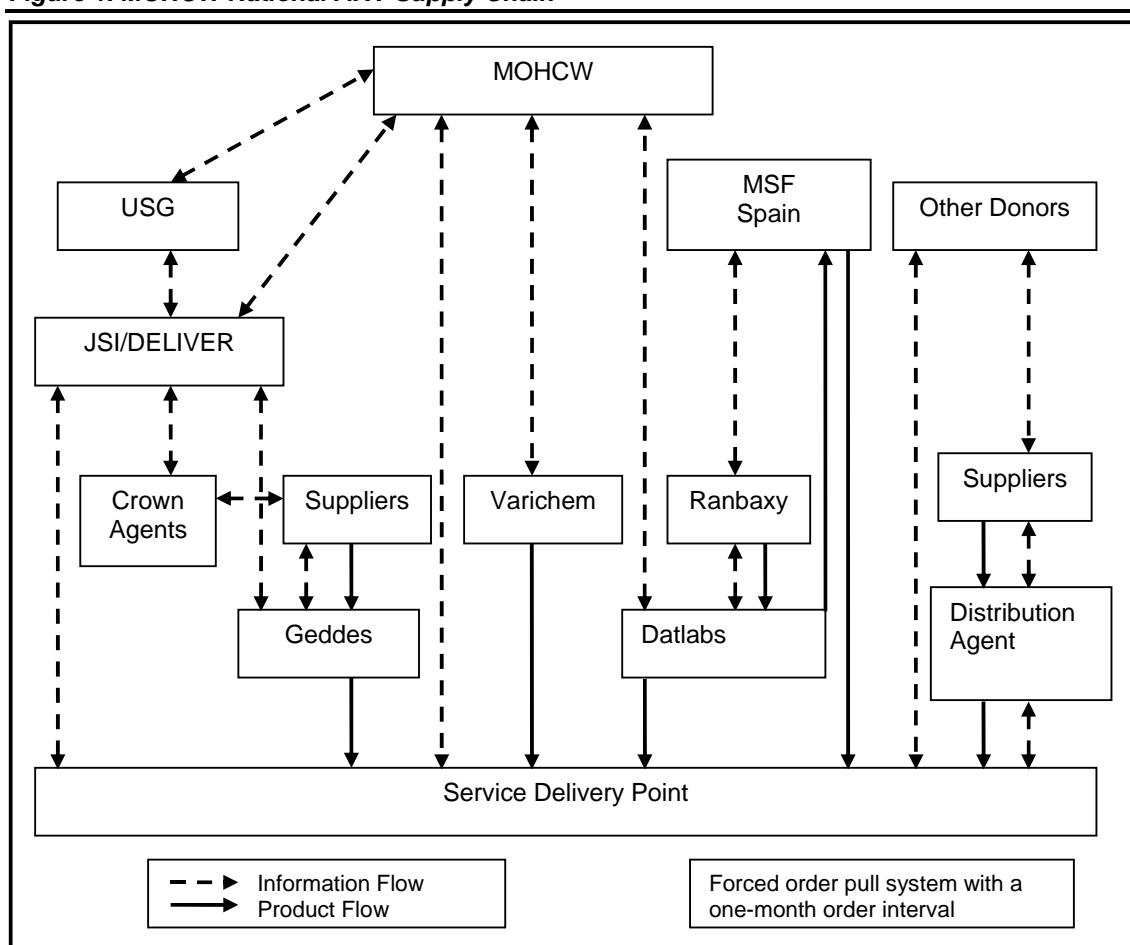 Figure MOHCW National ART Supply Chain
MOHCW
USG
MSF
Spain
Other Donors
JSI/DELIVER
Crown
Agents
Suppliers
Varichem
Ranbaxy
Suppliers
Geddes
Datlabs
Distribution
Agent
Service Delivery Point
Information Flow
Product Flow
Forced order pull system with a
one-month order interval